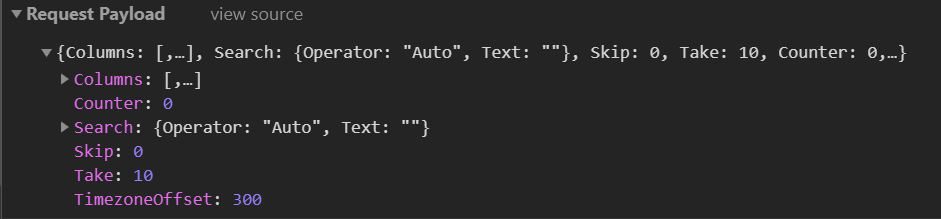 Request Payload view source
{Columns: [,…], Search: {Operator: "Auto", Text: ""}, Skip: 0, Take: 10, Counter: 0,…}
Columns: [,…]
Counter: 0
Search: {Operator: "Auto", Text: ""}
Skip: 0
Take: 10
TimezoneOffset: 300